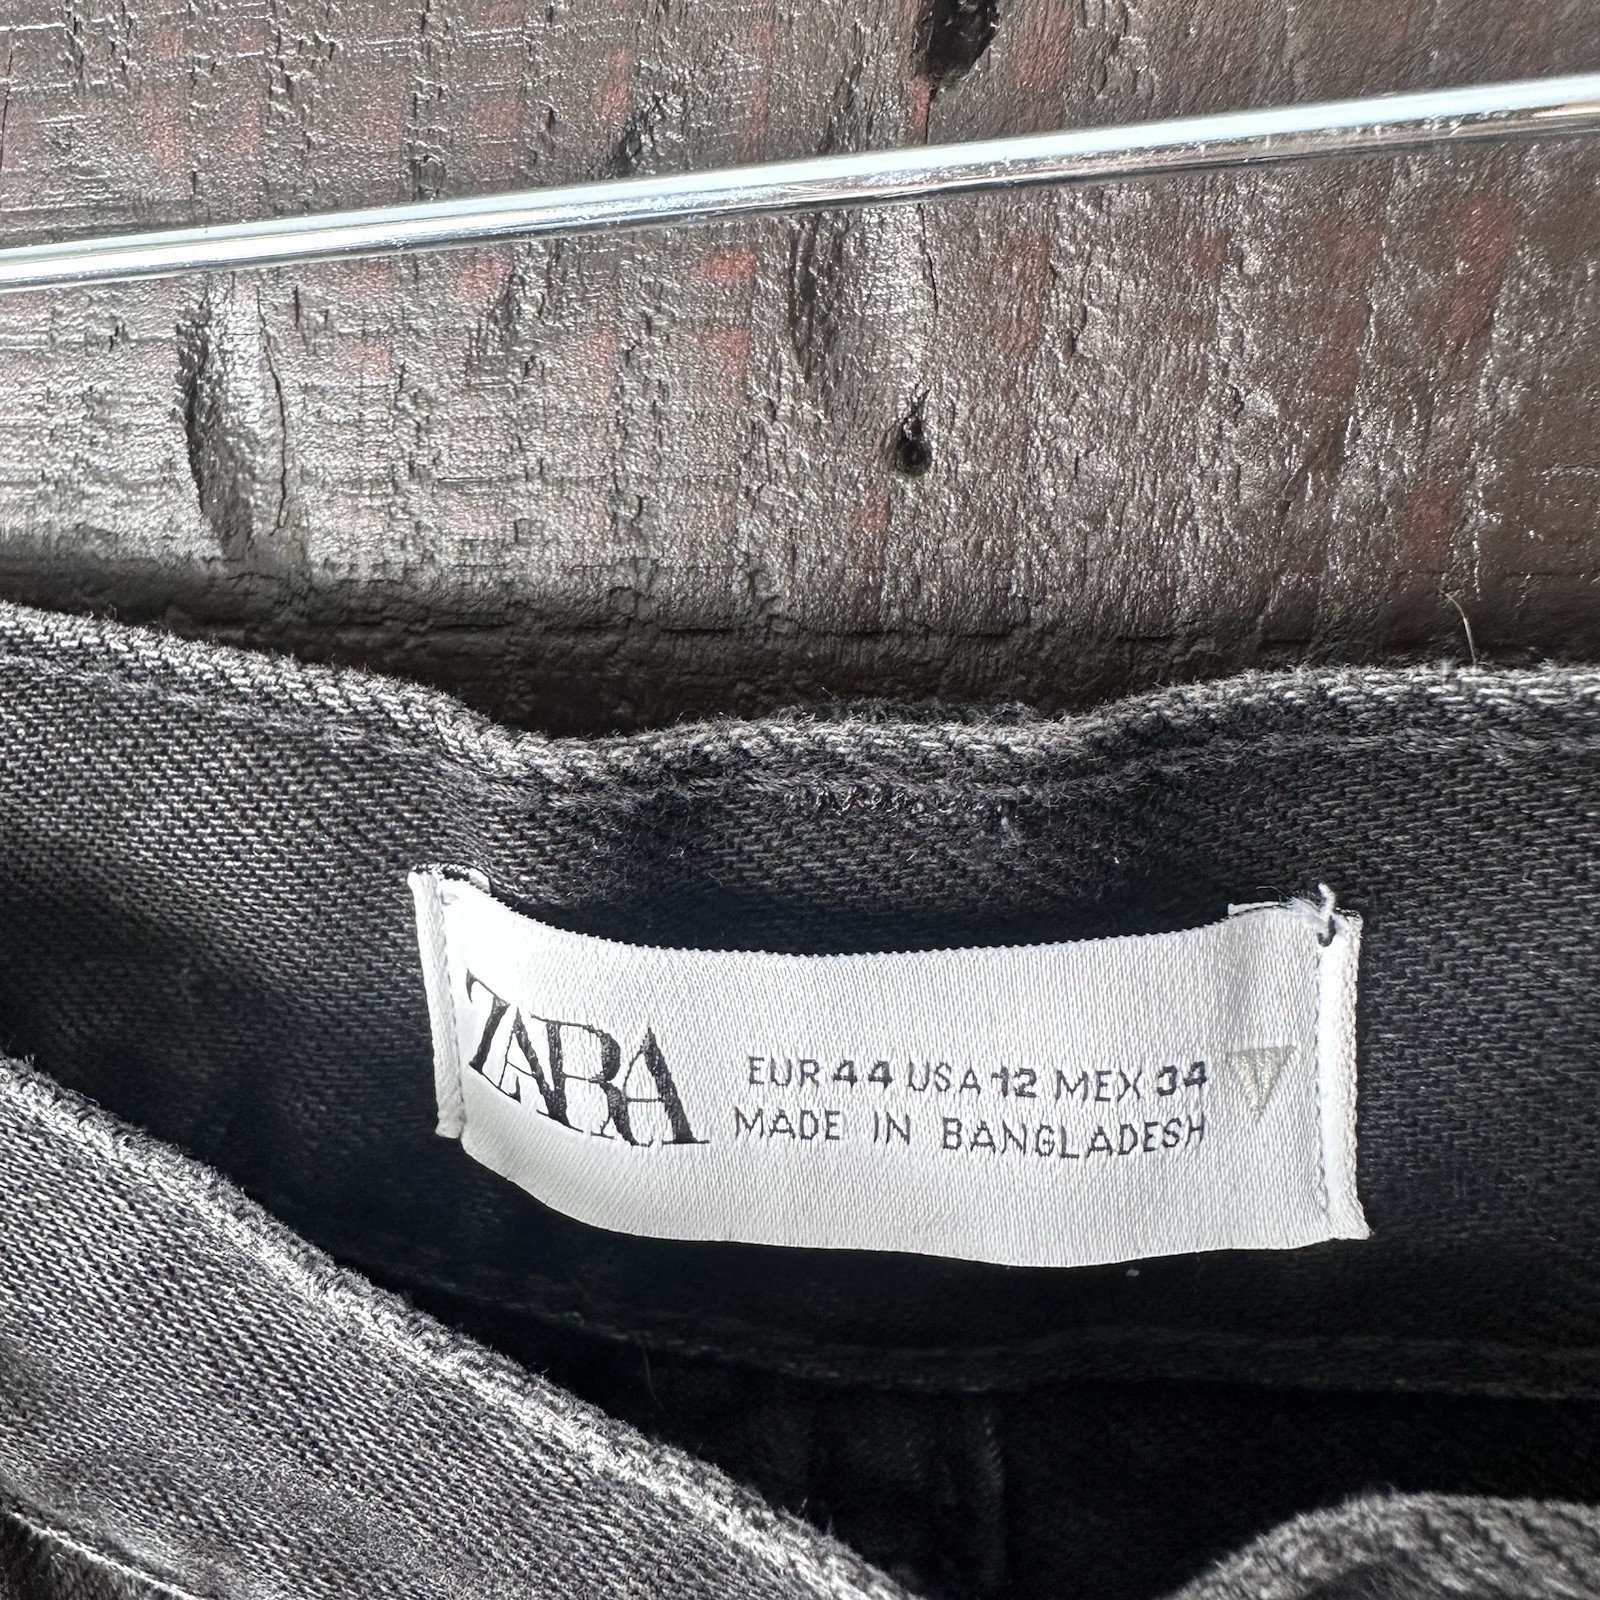 ZARA
EUR 44 USA 12 MEX 34
MADE IN BANGLADESH